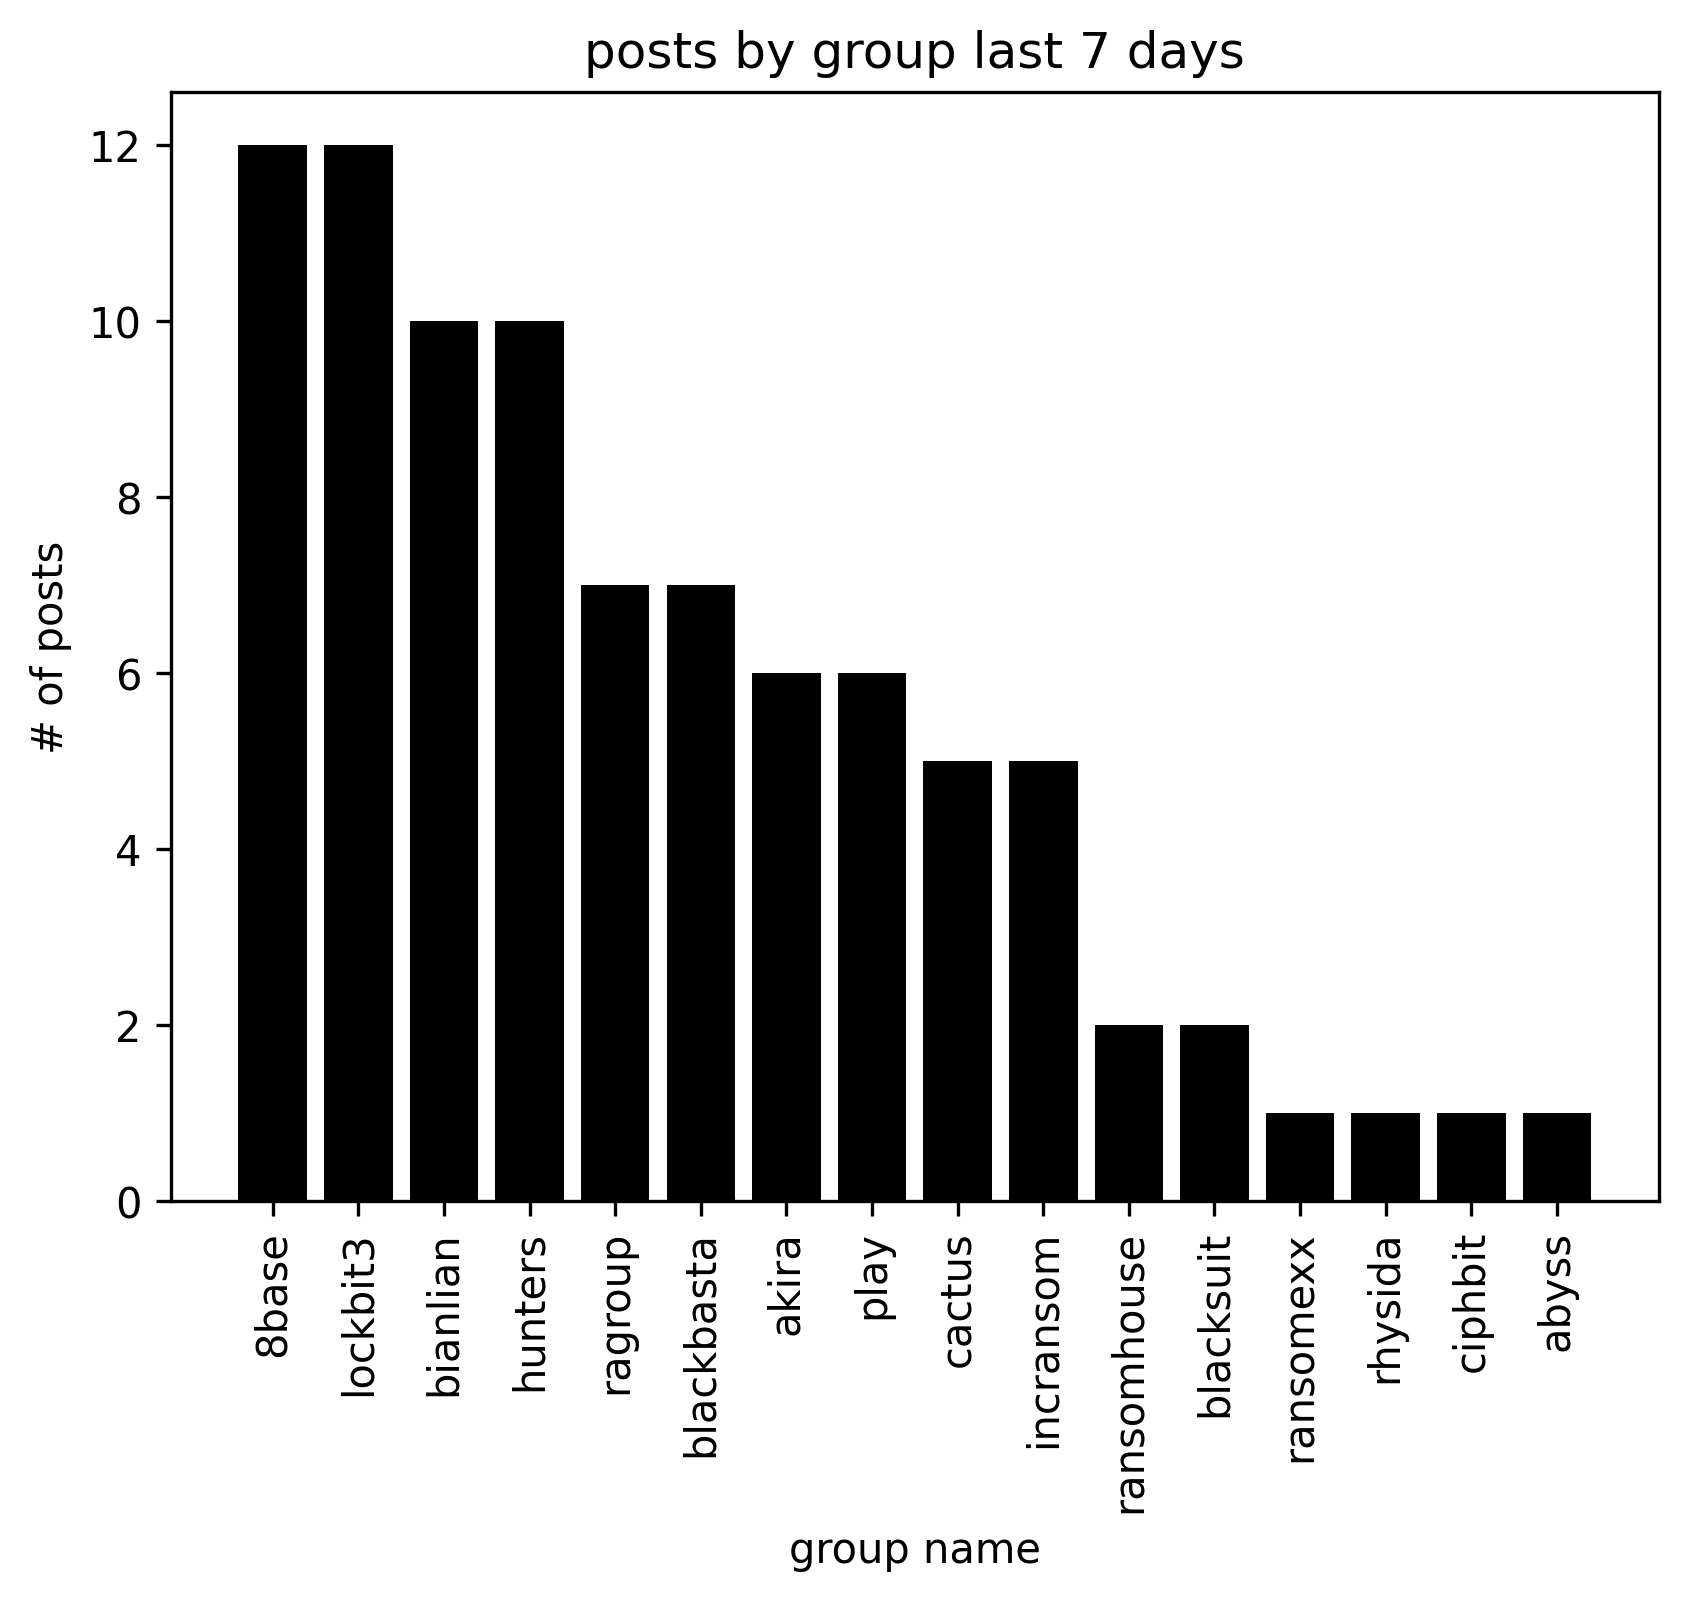 posts by group last 7 days
12
10
8
6
4
2
0
# of posts
8base
lockbit3
bianlian
hunters
ragroup
blackbasta
akira
play
cactus
incransom
ransomhouse
blacksuit
ransomexx
rhysida
ciphbit
abyss
group name